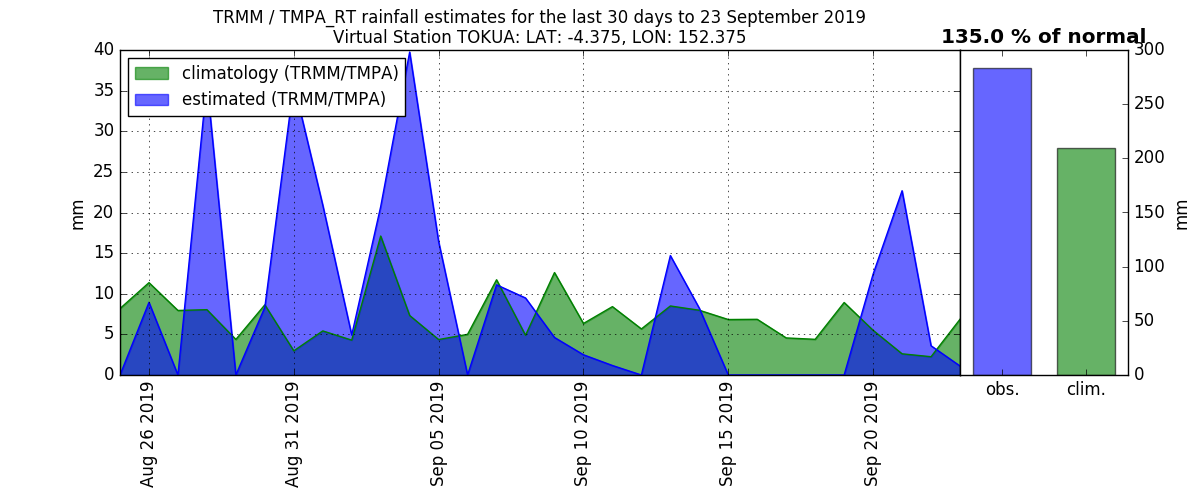 TRMM / TMPA_RT rainfall estimates for the last 30 days to 23 September 2019
Virtual Station TOKUA: LAT: -4.375, LON: 152.375
135.0 % of normal
climatology (TRMM/TMPA)
estimated (TRMM/TMPA)
mm
40
35
30
25
20
15
10
5
0
Aug 26 2019
Aug 31 2019
Sep 05 2019
Sep 10 2019
Sep 15 2019
Sep 20 2019
obs.
clim.
300
250
200
150
100
50
0
mm